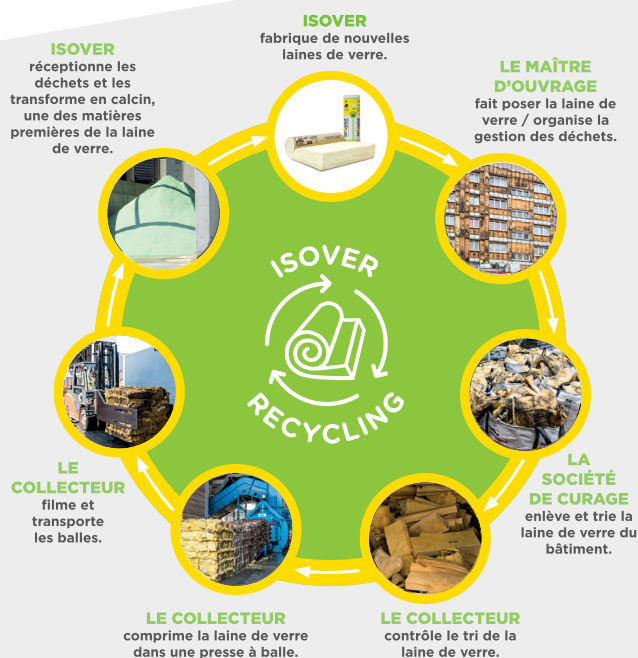 ISOVER
fabrique de nouvelles
laines de verre.
LE MAÎTRE
D'OUVRAGE
fait poser la laine de
verre / organise la
gestion des déchets.
LA
SOCIÉTÉ
DE CURAGE
enlève et trie la
laine de verre du
bâtiment.
LE COLLECTEUR
contrôle le tri de la
laine de verre.
LE COLLECTEUR
comprime la laine de verre
dans une presse à balle.
LE
COLLECTEUR
filme et
transporte
les balles.
ISOVER
réceptionne les
déchets et les
transforme en calcin,
une des matières
premières de la laine
de verre.
ISOVER
RECYCLING